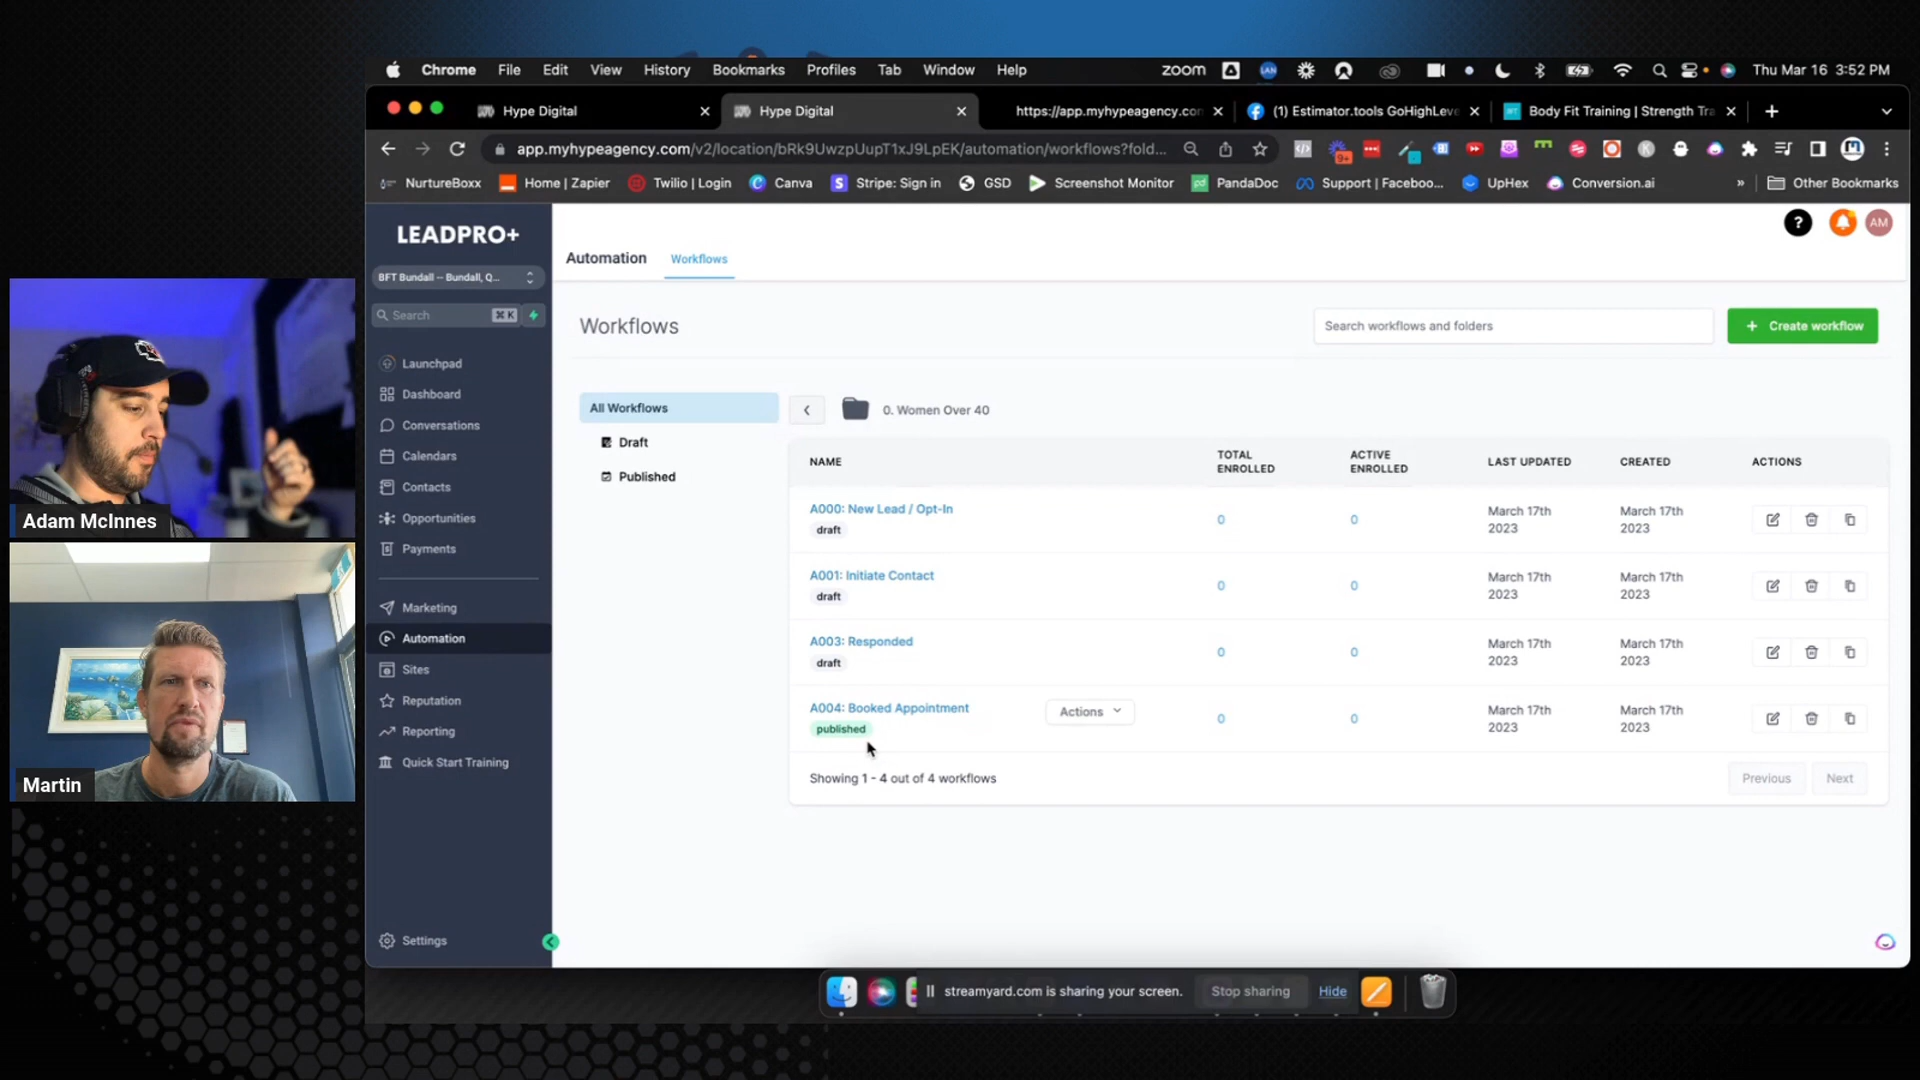 Chrome File Edit View History Bookmarks Profiles Tab Window Help
zoom LAN Thu Mar 16 3:52 PM
Hype Digital
Hype Digital
https://app.myhypeagency.con
(1) Estimator.tools GoHighLeve
Body Fit Training | Strength Tra
app.myhypeagency.com/v2/location/bRk9UwzpUupT1xJ9LpEK/automation/workflows?fold...
9+
NurtureBoxx Home | Zapier Twilio | Login Canva Stripe: Sign in GSD Screenshot Monitor PandaDoc Support | Faceboo... UpHex Conversion.ai » Other Bookmarks
LEADPRO+
BFT Bundall -- Bundall, Q...
Search ⌘ K
Launchpad
Dashboard
Conversations
Calendars
Contacts
Opportunities
Payments
Marketing
Automation
Sites
Reputation
Reporting
Quick Start Training
Settings
? AM
Automation Workflows
Workflows
Search workflows and folders
+ Create workflow
All Workflows
Draft
Published
0. Women Over 40
NAME TOTAL ENROLLED ACTIVE ENROLLED LAST UPDATED CREATED ACTIONS
A000: New Lead / Opt-In
draft
0 0 March 17th 2023 March 17th 2023
A001: Initiate Contact
draft
0 0 March 17th 2023 March 17th 2023
A003: Responded
draft
0 0 March 17th 2023 March 17th 2023
A004: Booked Appointment
published
Actions
0 0 March 17th 2023 March 17th 2023
Showing 1 - 4 out of 4 workflows
Previous Next
Adam McInnes
Martin
streamyard.com is sharing your screen. Stop sharing Hide